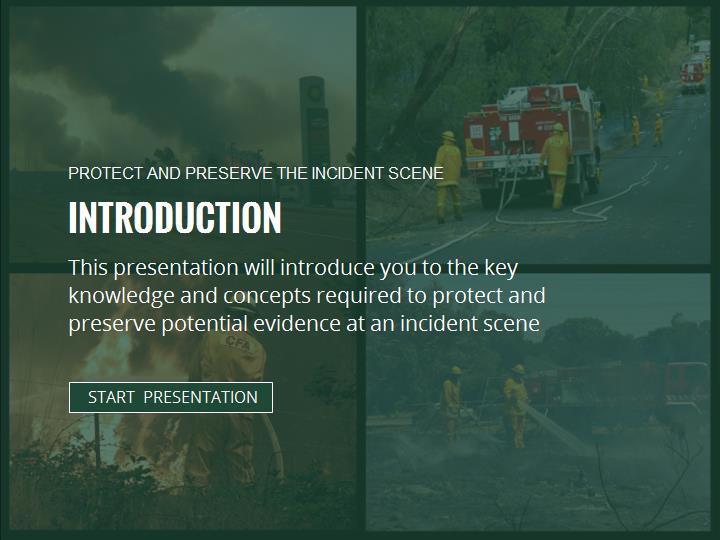 PROTECT AND PRESERVE THE INCIDENT SCENE
INTRODUCTION
This presentation will introduce you to the key
knowledge and concepts required to protect and
preserve potential evidence at an incident scene
CFA
START PRESENTATION